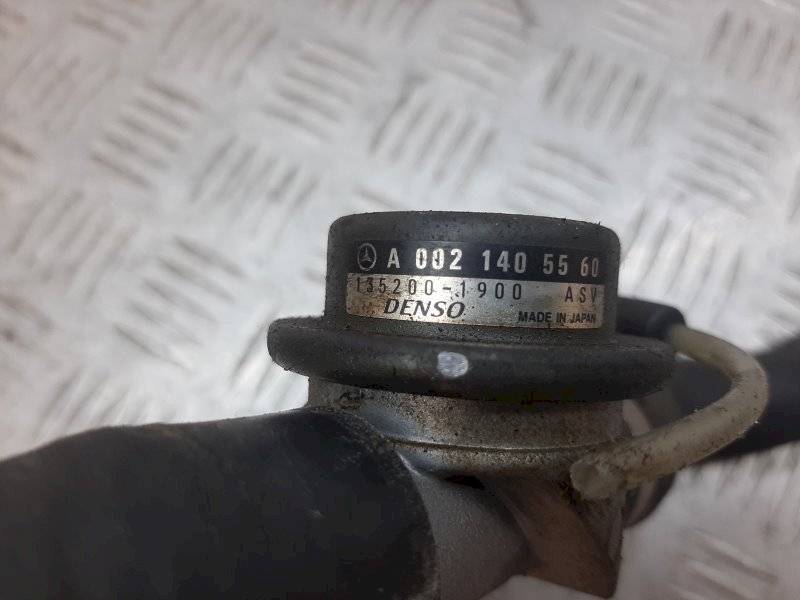 A 002 140 55 60
135200-1900 ASV
DENSO MADE IN JAPAN